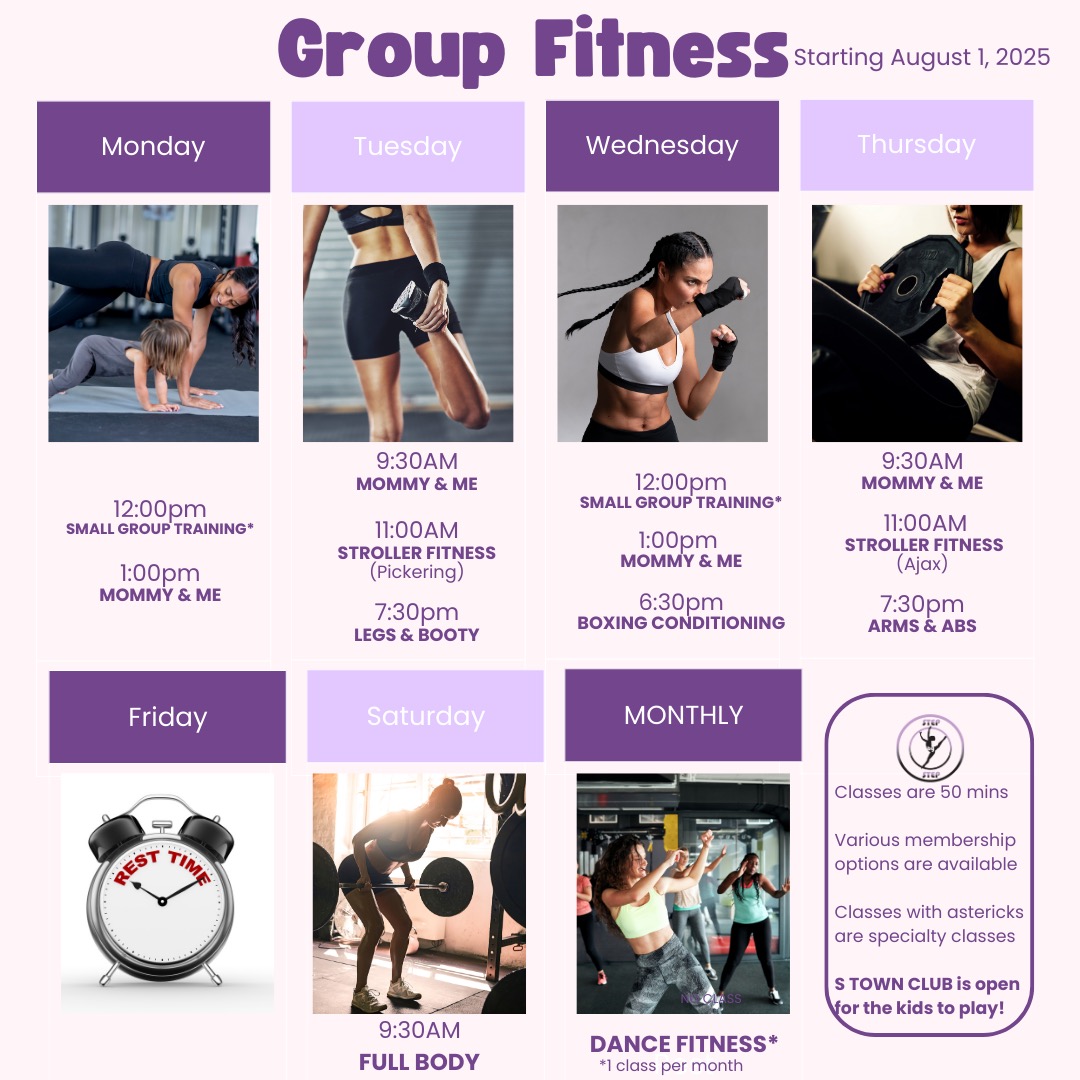 Group Fitness
Starting August 1, 2025
Monday
Tuesday
Wednesday
Thursday
12:00pm
SMALL GROUP TRAINING*
1:00pm
MOMMY & ME
9:30AM
MOMMY & ME
11:00AM
STROLLER FITNESS
(Pickering)
7:30pm
LEGS & BOOTY
12:00pm
SMALL GROUP TRAINING*
1:00pm
MOMMY & ME
6:30pm
BOXING CONDITIONING
9:30AM
MOMMY & ME
11:00AM
STROLLER FITNESS
(Ajax)
7:30pm
ARMS & ABS
Friday
Saturday
MONTHLY
REST TIME
9:30AM
FULL BODY
NO CLASS
DANCE FITNESS*
*1 class per month
STEP
STEP
Classes are 50 mins
Various membership
options are available
Classes with astericks
are specialty classes
S TOWN CLUB is open
for the kids to play!